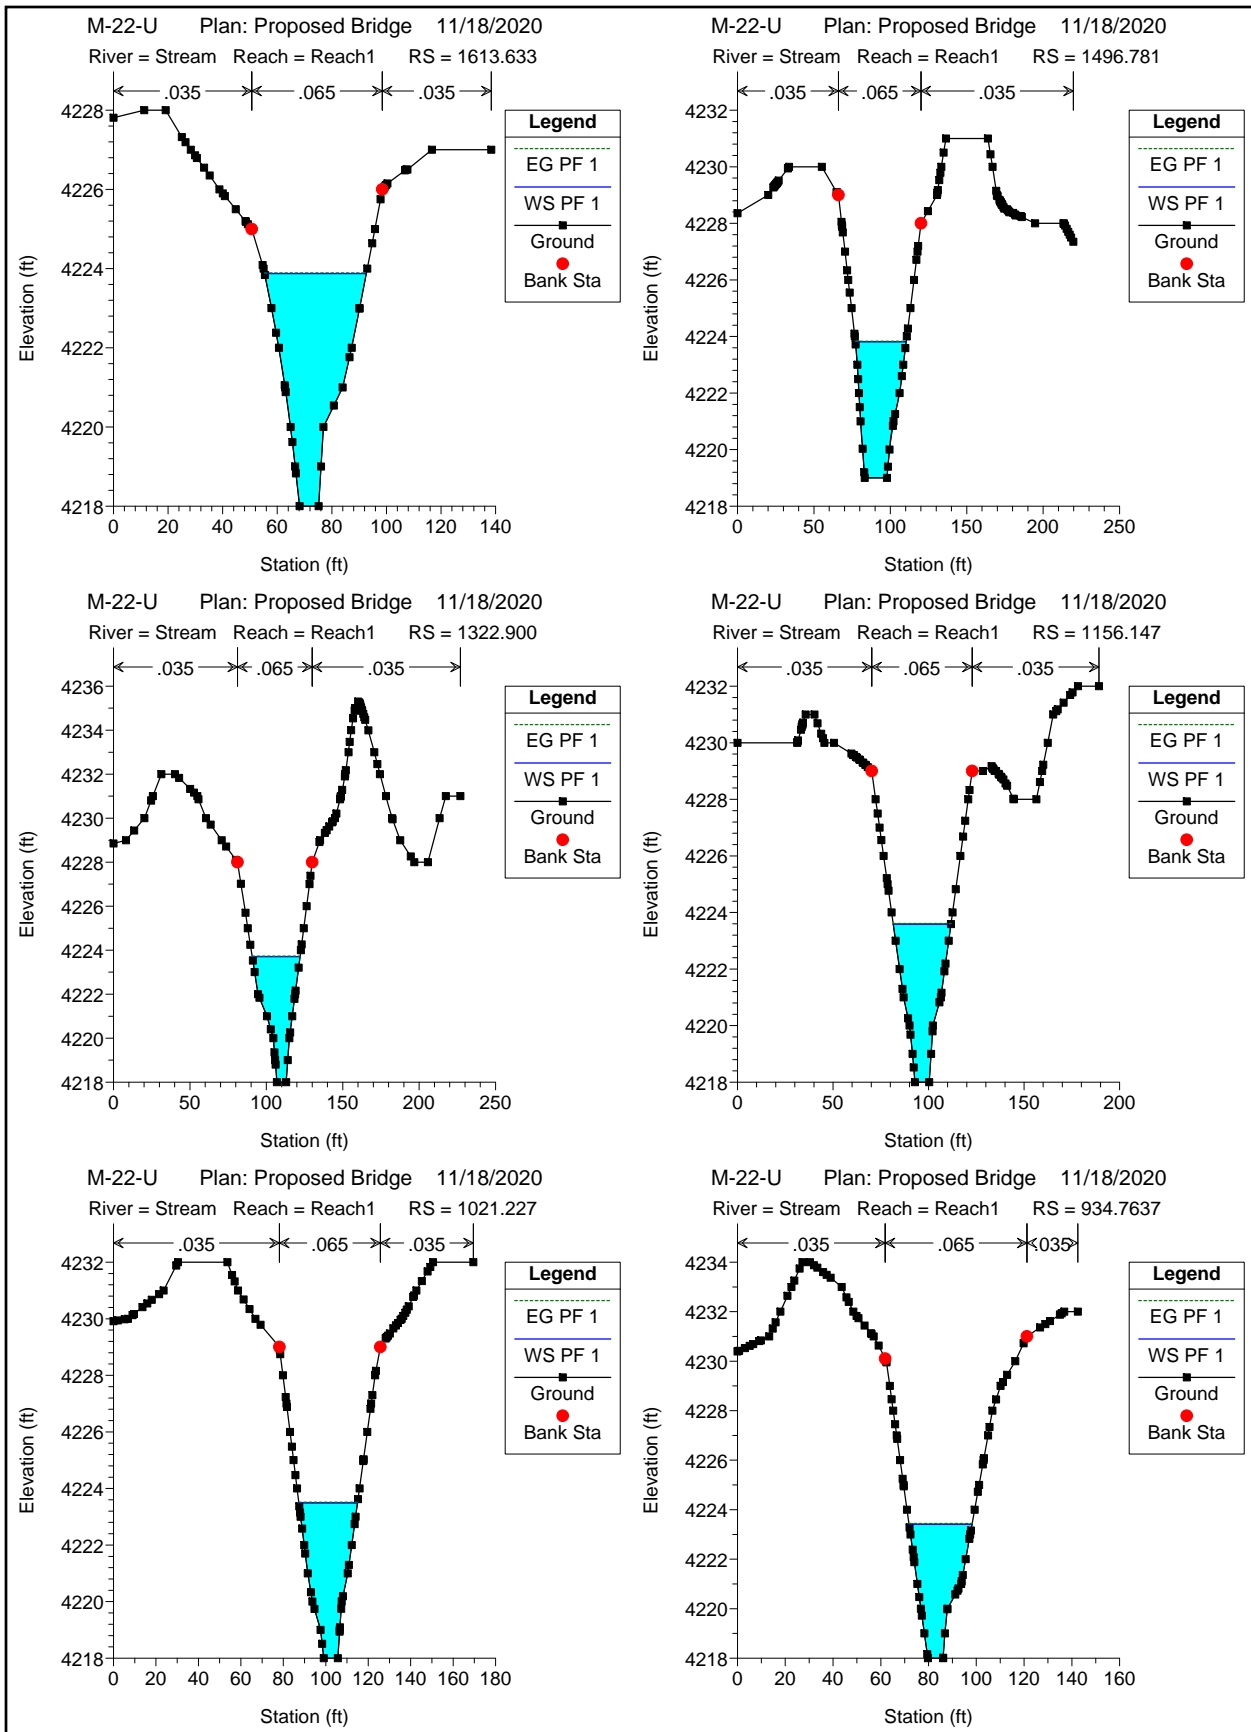 M-22-U Plan: Proposed Bridge 11/18/2020
River = Stream Reach = Reach1 RS = 1613.633
.035 .065 .035
4228
4226
4224
4222
4220
4218
Elevation (ft)
0 20 40 60 80 100 120 140
Station (ft)
Legend
EG PF 1
WS PF 1
Ground
Bank Sta
M-22-U Plan: Proposed Bridge 11/18/2020
River = Stream Reach = Reach1 RS = 1496.781
.035 .065 .035
4232
4230
4228
4226
4224
4222
4220
4218
Elevation (ft)
0 50 100 150 200 250
Station (ft)
Legend
EG PF 1
WS PF 1
Ground
Bank Sta
M-22-U Plan: Proposed Bridge 11/18/2020
River = Stream Reach = Reach1 RS = 1322.900
.035 .065 .035
4236
4234
4232
4230
4228
4226
4224
4222
4220
4218
Elevation (ft)
0 50 100 150 200 250
Station (ft)
Legend
EG PF 1
WS PF 1
Ground
Bank Sta
M-22-U Plan: Proposed Bridge 11/18/2020
River = Stream Reach = Reach1 RS = 1156.147
.035 .065 .035
4232
4230
4228
4226
4224
4222
4220
4218
Elevation (ft)
0 50 100 150 200
Station (ft)
Legend
EG PF 1
WS PF 1
Ground
Bank Sta
M-22-U Plan: Proposed Bridge 11/18/2020
River = Stream Reach = Reach1 RS = 1021.227
.035 .065 .035
4232
4230
4228
4226
4224
4222
4220
4218
Elevation (ft)
0 20 40 60 80 100 120 140 160 180
Station (ft)
Legend
EG PF 1
WS PF 1
Ground
Bank Sta
M-22-U Plan: Proposed Bridge 11/18/2020
River = Stream Reach = Reach1 RS = 934.7637
.035 .065 .035
4234
4232
4230
4228
4226
4224
4222
4220
4218
Elevation (ft)
0 20 40 60 80 100 120 140 160
Station (ft)
Legend
EG PF 1
WS PF 1
Ground
Bank Sta